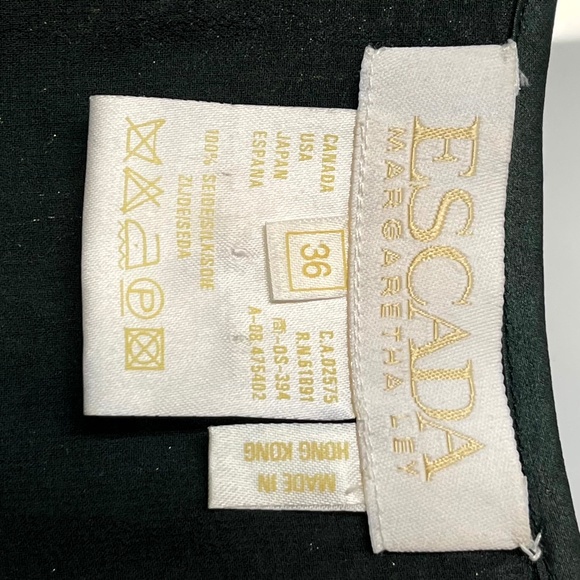 ESCADA
MARGARETHA LEY
36
CANADA
USA
JAPAN
ESPANA
C.A.02575
R.N.61891
-DS-394
A-08.475402
100% SEIDE/SILK/SOIE
ZIJDE/SEDA
MADE IN
HONG KONG